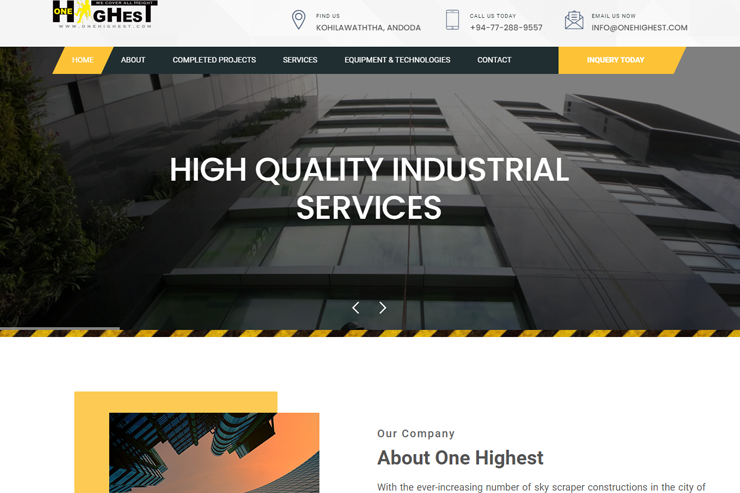 WE COVER ALL HEIGHT
ONE HIGHEST
WWW.ONEHIGHEST.COM
FIND US
KOHILAWATHTHA, ANDODA
CALL US TODAY
+94-77-288-9557
EMAIL US NOW
INFO@ONEHIGHEST.COM
HOME
ABOUT
COMPLETED PROJECTS
SERVICES
EQUIPMENT & TECHNOLOGIES
CONTACT
INQUERY TODAY
HIGH QUALITY INDUSTRIAL
SERVICES
Our Company
About One Highest
With the ever-increasing number of sky scraper constructions in the city of